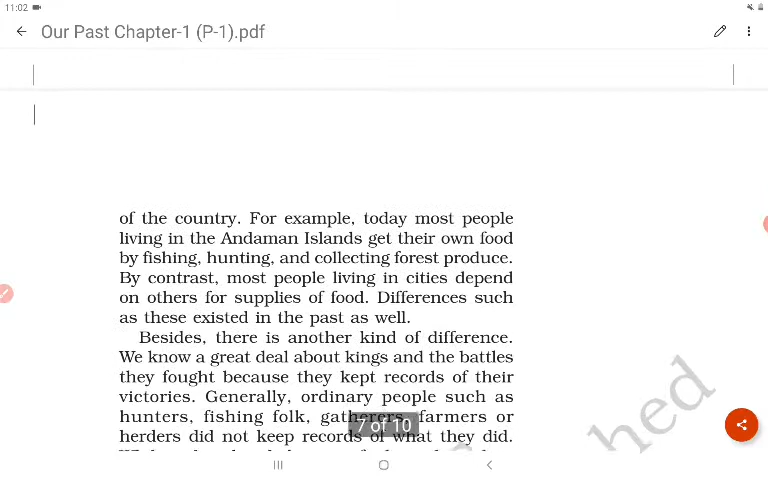 11:02
Our Past Chapter-1 (P-1).pdf
of the country. For example, today most people
living in the Andaman Islands get their own food
by fishing, hunting, and collecting forest produce.
By contrast, most people living in cities depend
on others for supplies of food. Differences such
as these existed in the past as well.
Besides, there is another kind of difference.
We know a great deal about kings and the battles
they fought because they kept records of their
victories. Generally, ordinary people such as
hunters, fishing folk, gatherers, farmers or
7 of 10
herders did not keep records of what they did.
hed